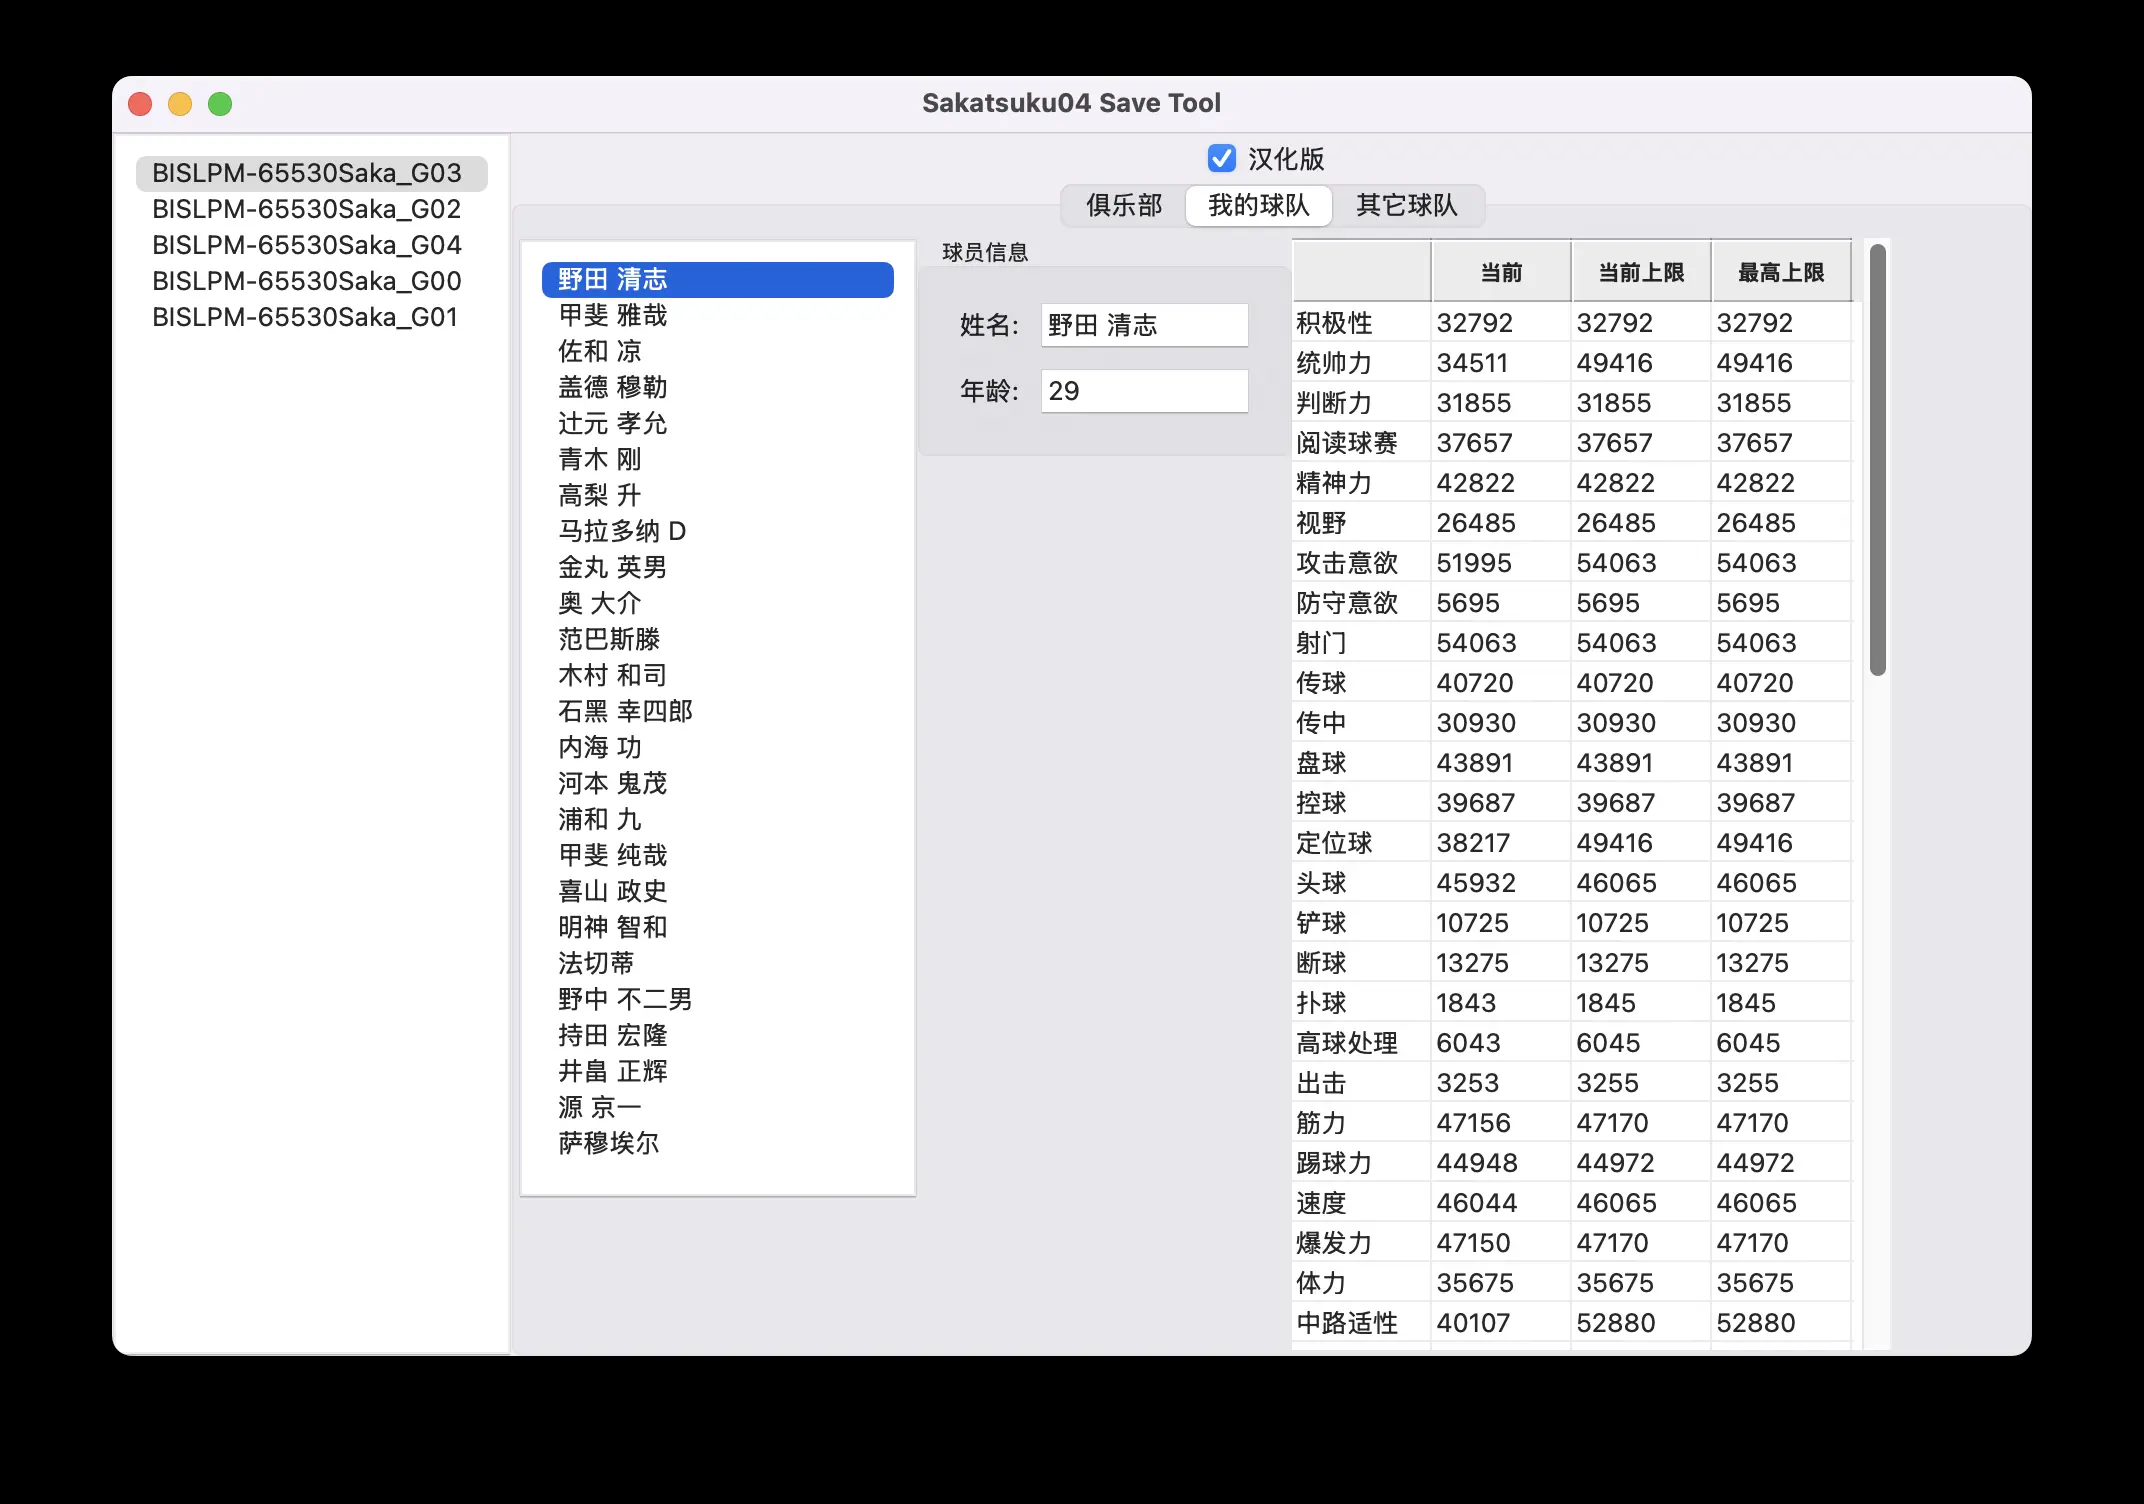 Sakatsuku04 Save Tool
BISLPM-65530Saka_G03
BISLPM-65530Saka_G02
BISLPM-65530Saka_G04
BISLPM-65530Saka_G00
BISLPM-65530Saka_G01
汉化版
俱乐部 我的球队 其它球队
野田 清志
甲斐 雅哉
佐和 凉
盖德 穆勒
辻元 孝允
青木 刚
高梨 升
马拉多纳 D
金丸 英男
奥 大介
范巴斯滕
木村 和司
石黑 幸四郎
内海 功
河本 鬼茂
浦和 九
甲斐 纯哉
喜山 政史
明神 智和
法切蒂
野中 不二男
持田 宏隆
井畠 正辉
源 京一
萨穆埃尔
球员信息
姓名: 野田 清志
年龄: 29
当前 当前上限 最高上限
积极性 32792 32792 32792
统帅力 34511 49416 49416
判断力 31855 31855 31855
阅读球赛 37657 37657 37657
精神力 42822 42822 42822
视野 26485 26485 26485
攻击意欲 51995 54063 54063
防守意欲 5695 5695 5695
射门 54063 54063 54063
传球 40720 40720 40720
传中 30930 30930 30930
盘球 43891 43891 43891
控球 39687 39687 39687
定位球 38217 49416 49416
头球 45932 46065 46065
铲球 10725 10725 10725
断球 13275 13275 13275
扑球 1843 1845 1845
高球处理 6043 6045 6045
出击 3253 3255 3255
筋力 47156 47170 47170
踢球力 44948 44972 44972
速度 46044 46065 46065
爆发力 47150 47170 47170
体力 35675 35675 35675
中路适性 40107 52880 52880